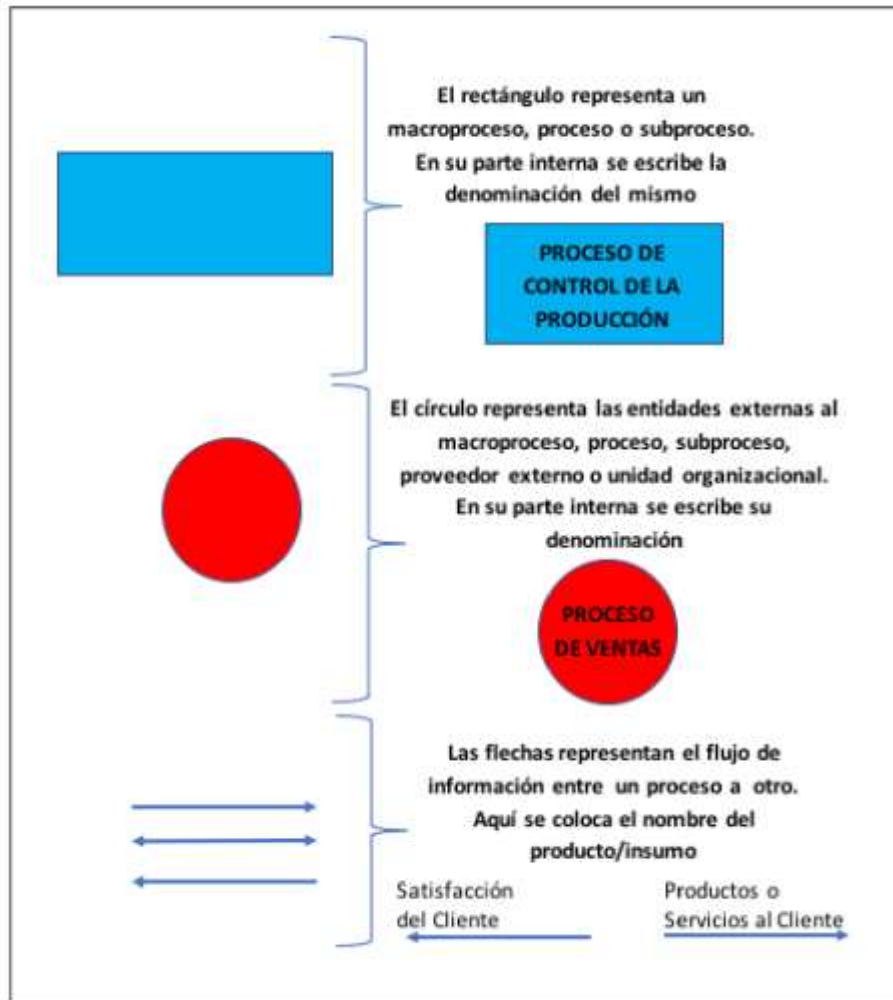 El rectángulo representa un
macroproceso, proceso o subproceso.
En su parte interna se escribe la
denominación del mismo
PROCESO DE
CONTROL DE LA
PRODUCCIÓN
El círculo representa las entidades externas al
macroproceso, proceso, subproceso,
proveedor externo o unidad organizacional.
En su parte interna se escribe su
denominación
PROCESO
DE VENTAS
Las flechas representan el flujo de
información entre un proceso a otro.
Aquí se coloca el nombre del
producto/insumo
Satisfacción
del Cliente
Productos o
Servicios al Cliente